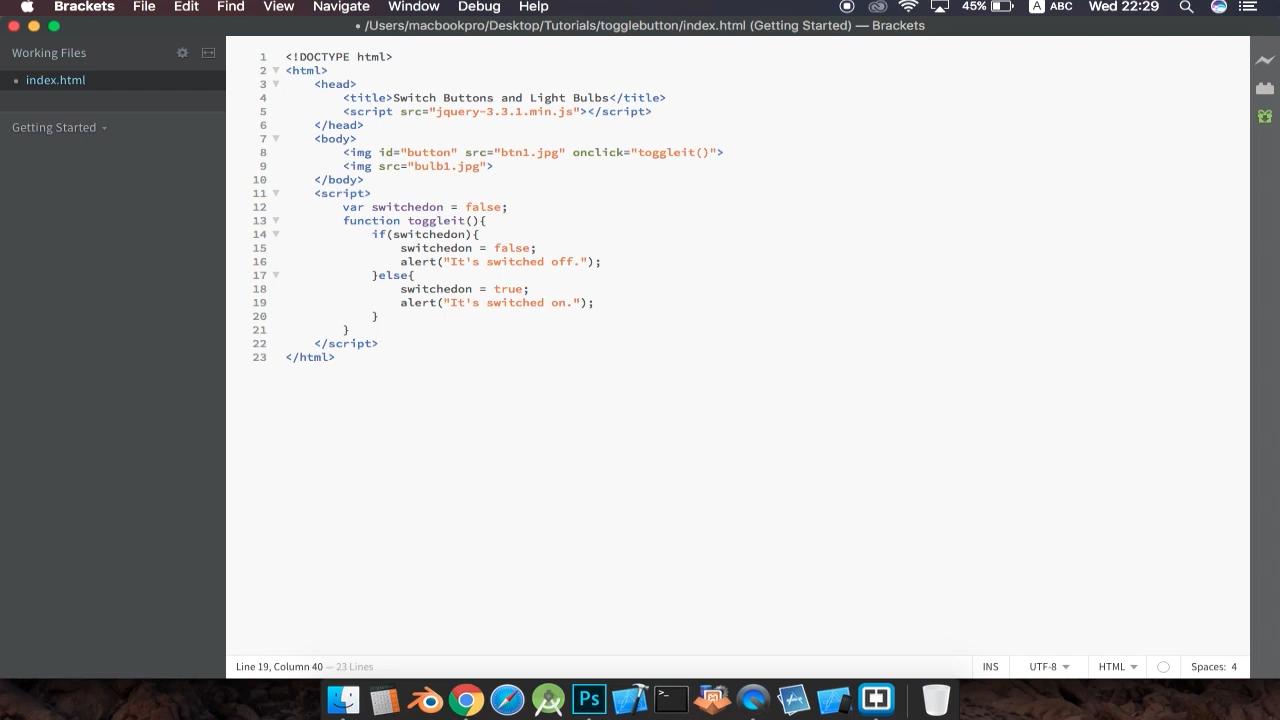 Brackets File Edit Find View Navigate Window Debug Help 45% A ABC Wed 22:29
• /Users/macbookpro/Desktop/Tutorials/togglebutton/index.html (Getting Started) — Brackets
Working Files
• index.html
Getting Started
1 <!DOCTYPE html>
2 <html>
3 <head>
4 <title>Switch Buttons and Light Bulbs</title>
5 <script src="jquery-3.3.1.min.js"></script>
6 </head>
7 <body>
8 <img id="button" src="btn1.jpg" onclick="toggleit()">
9 <img src="bulb1.jpg">
10 </body>
11 <script>
12 var switchedon = false;
13 function toggleit(){
14 if(switchedon){
15 switchedon = false;
16 alert("It's switched off.");
17 }else{
18 switchedon = true;
19 alert("It's switched on.");
20 }
21 }
22 </script>
23 </html>
Line 19, Column 40 — 23 Lines INS UTF-8 HTML Spaces: 4
Ps